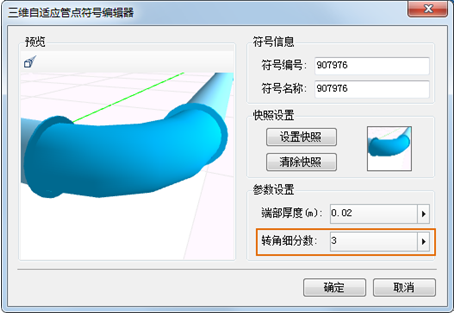 三维自适应管点符号编辑器
预览
符号信息
符号编号: 907976
符号名称: 907976
快照设置
设置快照
清除快照
参数设置
端部厚度(m): 0.02
转角细分数: 3
确定
取消